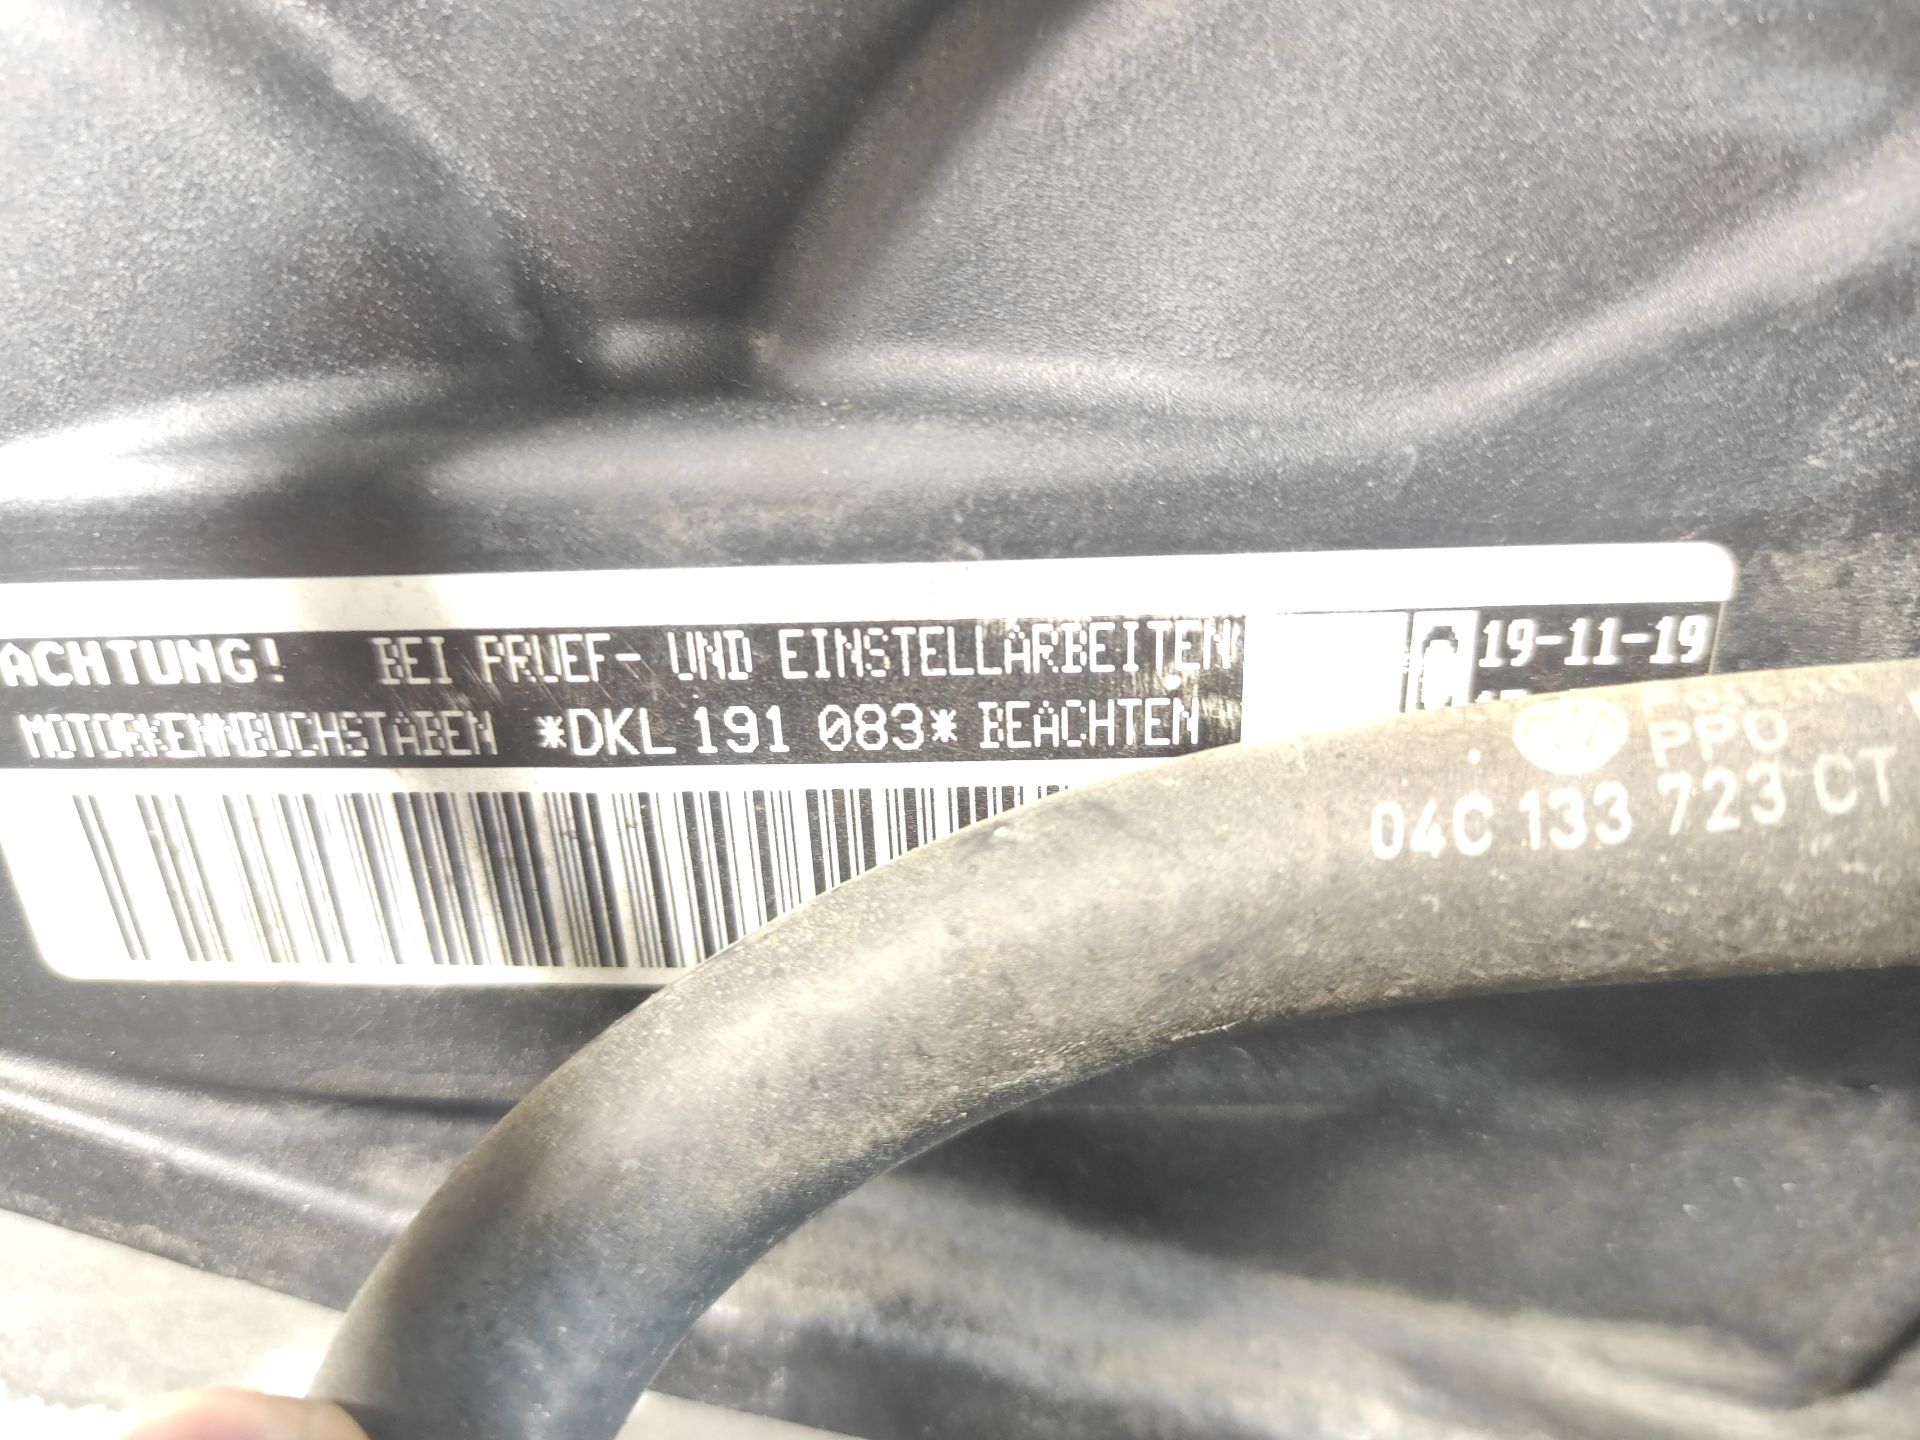 ACHTUNG! BEI PRUEF- UND EINSTELLARBEITEN
MOTORKENNBUCHSTABEN *DKL 191 083* BEACHTEN
19-11-19
PPO
04C 133 723 CT